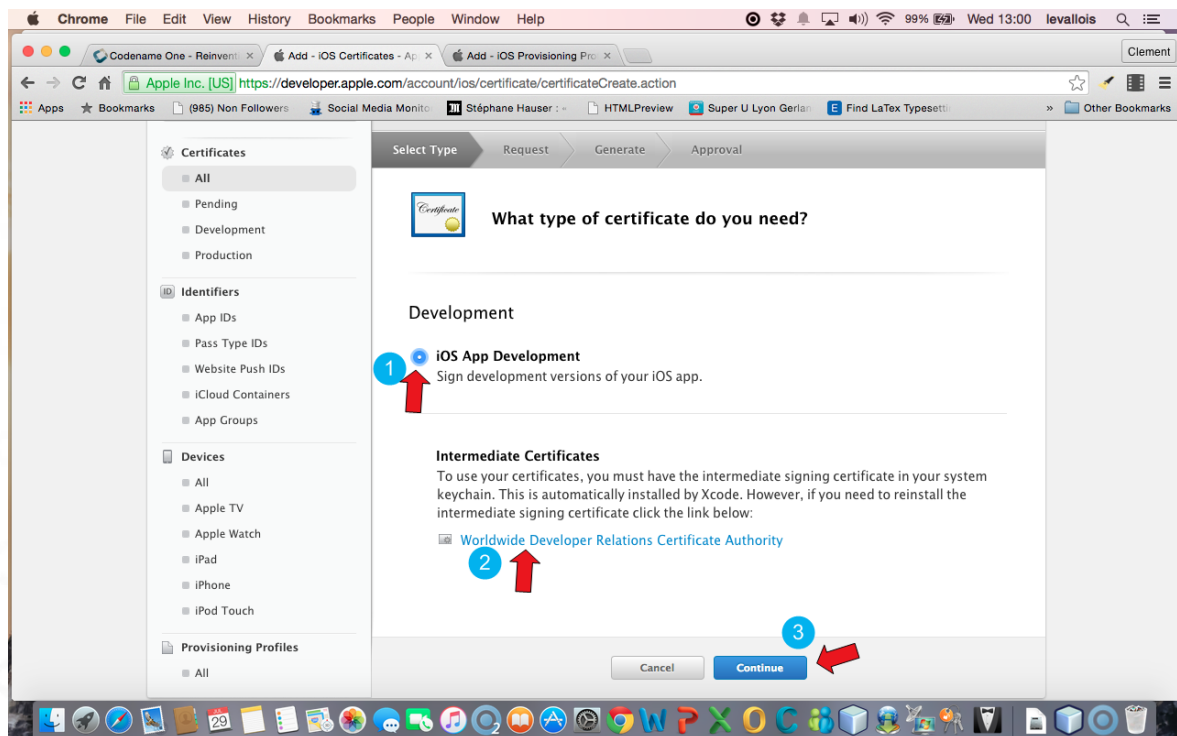 Chrome File Edit View History Bookmarks People Window Help 99% Wed 13:00 levallois
Codename One - Reinventi × Add - iOS Certificates - Ap × Add - iOS Provisioning Pro × Clement
Apple Inc. [US] https://developer.apple.com/account/ios/certificate/certificateCreate.action
Apps Bookmarks (985) Non Followers Social Media Monito Stéphane Hauser : - HTMLPreview Super U Lyon Gerlan E Find LaTex Typesetti » Other Bookmarks
Certificates
All
Pending
Development
Production
ID Identifiers
App IDs
Pass Type IDs
Website Push IDs
iCloud Containers
App Groups
Devices
All
Apple TV
Apple Watch
iPad
iPhone
iPod Touch
Provisioning Profiles
All
Select Type Request Generate Approval
Certificate
What type of certificate do you need?
Development
1 iOS App Development
Sign development versions of your iOS app.
Intermediate Certificates
To use your certificates, you must have the intermediate signing certificate in your system
keychain. This is automatically installed by Xcode. However, if you need to reinstall the
intermediate signing certificate click the link below:
Worldwide Developer Relations Certificate Authority
2
3
Cancel Continue
29